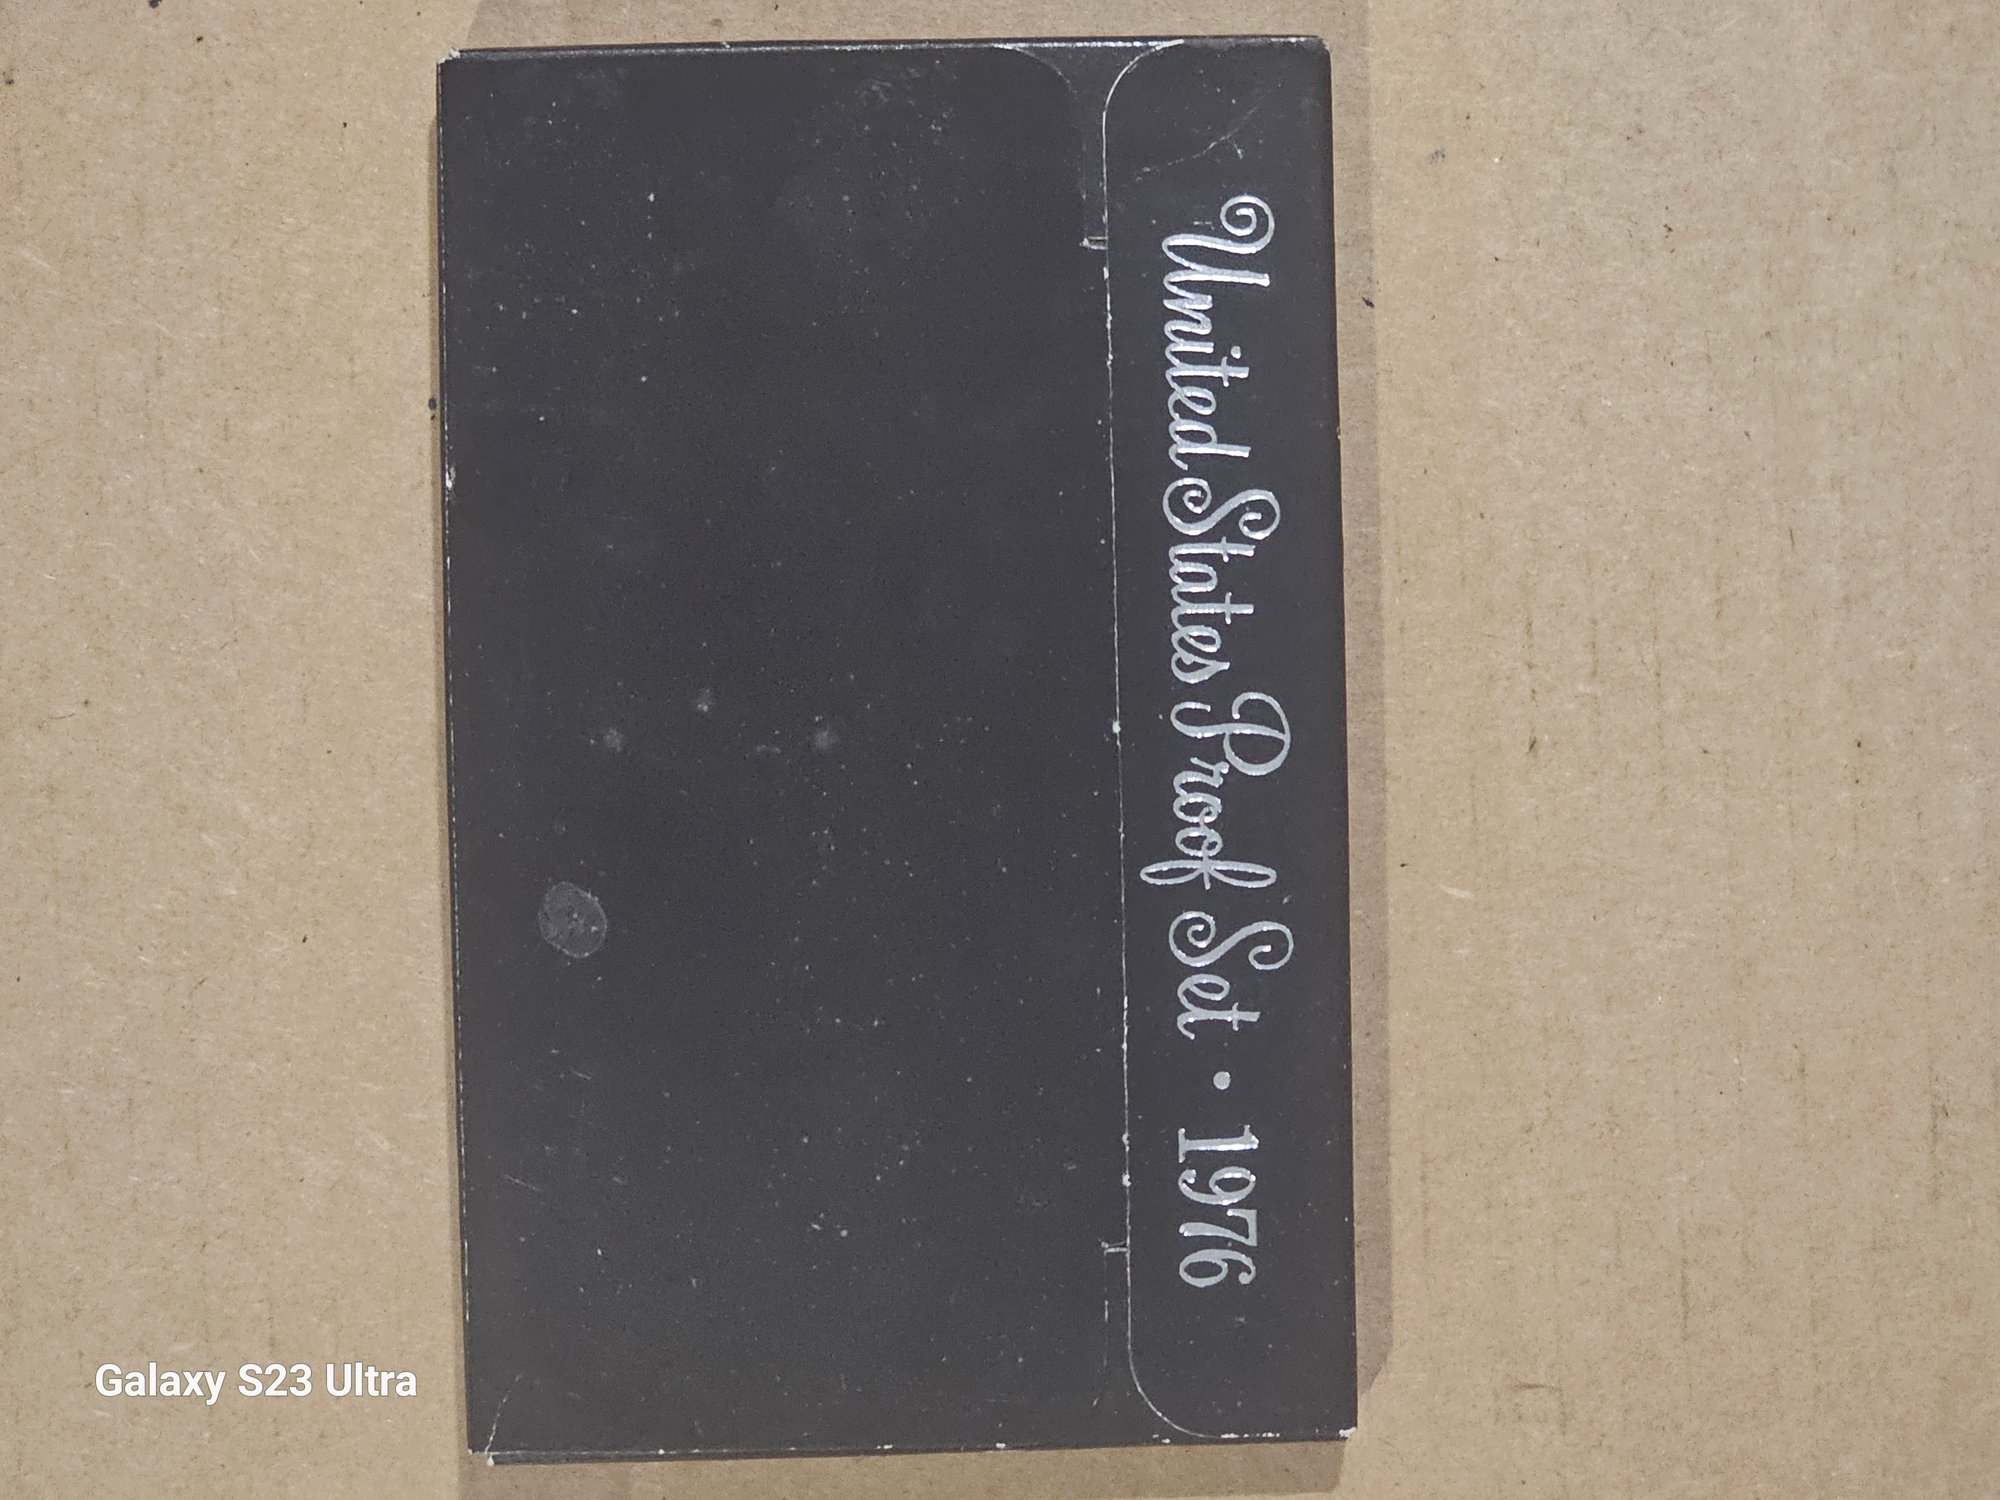 United States Proof Set • 1976
Galaxy S23 Ultra